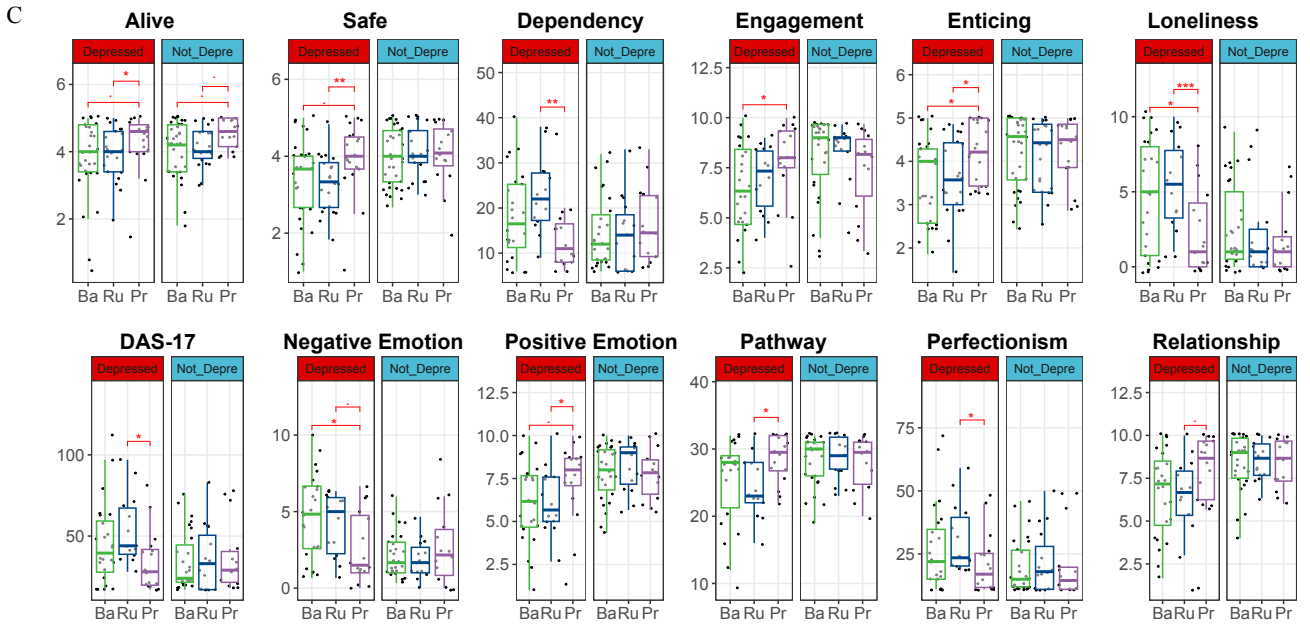 C
Alive Safe Dependency Engagement Enticing Loneliness
Depressed Not_Depre Depressed Not_Depre Depressed Not_Depre Depressed Not_Depre Depressed Not_Depre Depressed Not_Depre
6 4 2
6 4 2
50 40 30 20 10
12.5 10.0 7.5 5.0 2.5
6 5 4 3 2
10 5 0
* . . . ** . ** * * * *** *
Ba Ru Pr Ba Ru Pr Ba Ru Pr Ba Ru Pr Ba Ru Pr Ba Ru Pr Ba Ru Pr Ba Ru Pr Ba Ru Pr Ba Ru Pr Ba Ru Pr Ba Ru Pr
DAS-17 Negative Emotion Positive Emotion Pathway Perfectionism Relationship
Depressed Not_Depre Depressed Not_Depre Depressed Not_Depre Depressed Not_Depre Depressed Not_Depre Depressed Not_Depre
100 50
10 5 0
12.5 10.0 7.5 5.0 2.5
40 30 20 10
75 50 25
12.5 10.0 7.5 5.0 2.5
* . * * . * * .
Ba Ru Pr Ba Ru Pr Ba Ru Pr Ba Ru Pr Ba Ru Pr Ba Ru Pr Ba Ru Pr Ba Ru Pr Ba Ru Pr Ba Ru Pr Ba Ru Pr Ba Ru Pr